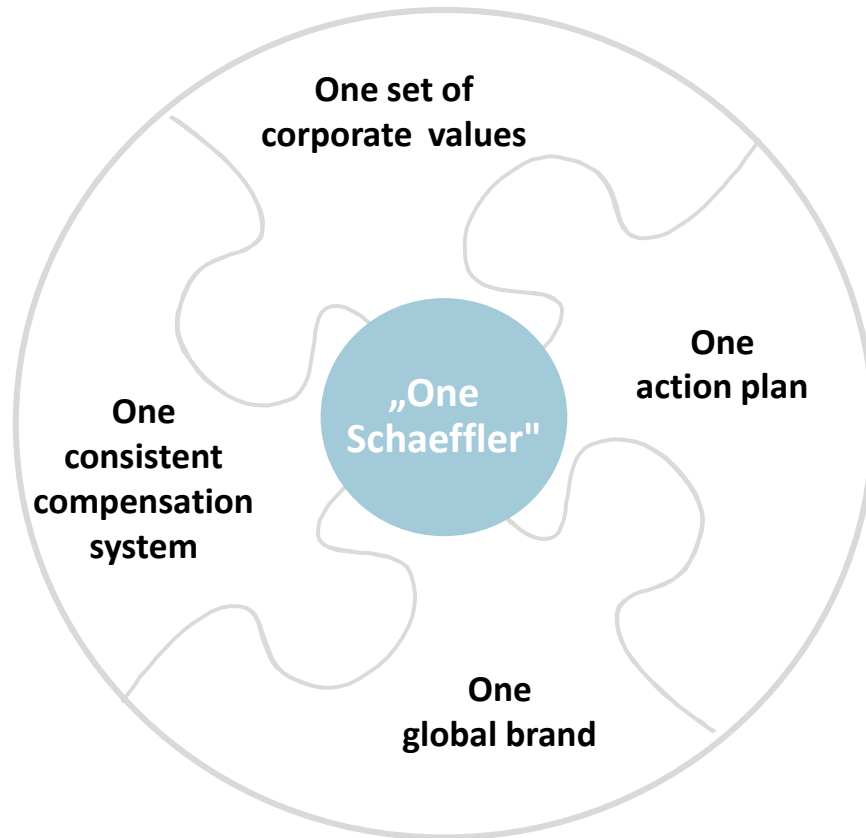 One set of
corporate values
One
action plan
„One
Schaeffler"
One
consistent
compensation
system
One
global brand